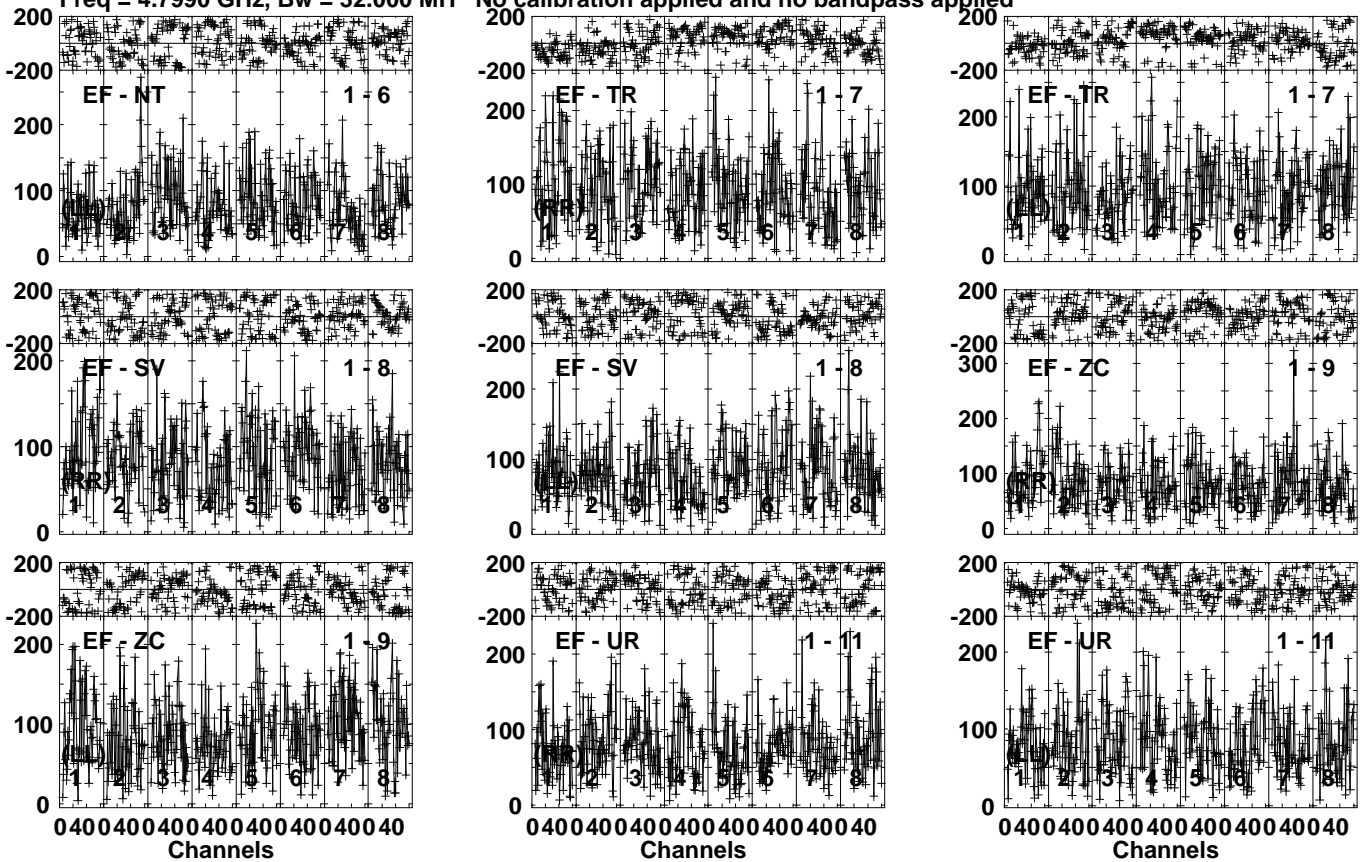 Freq = 4.7990 GHz, Bw = 32.000 MH No calibration applied and no bandpass applied
200 200 200
-200 -200 -200
EF - NT 1 - 6 EF - TR 1 - 7 EF - TR 1 - 7
200 200 200
100 100 100
(LL) (RR) (LL)
1 2 3 4 5 6 7 8 1 2 3 4 5 6 7 8 1 2 3 4 5 6 7 8
0 0 0
200 200 200
-200 -200 -200
EF - SV 1 - 8 EF - SV 1 - 8 EF - ZC 1 - 9
200 200 300
200
100 100 100
(RR) (LL) (RR)
1 2 3 4 5 6 7 8 1 2 3 4 5 6 7 8 1 2 3 4 5 6 7 8
0 0 0
200 200 200
-200 -200 -200
EF - ZC 1 - 9 EF - UR 1 - 11 EF - UR 1 - 11
200 200 200
100 100 100
(LL) (RR) (LL)
1 2 3 4 5 6 7 8 1 2 3 4 5 6 7 8 1 2 3 4 5 6 7 8
0 0 0
0 40 0 40 0 40 0 40 0 40 0 40 0 40 0 40 0 40 0 40 0 40 0 40 0 40 0 40 0 40 0 40 0 40 0 40 0 40 0 40 0 40 0 40 0 40 0 40
Channels Channels Channels